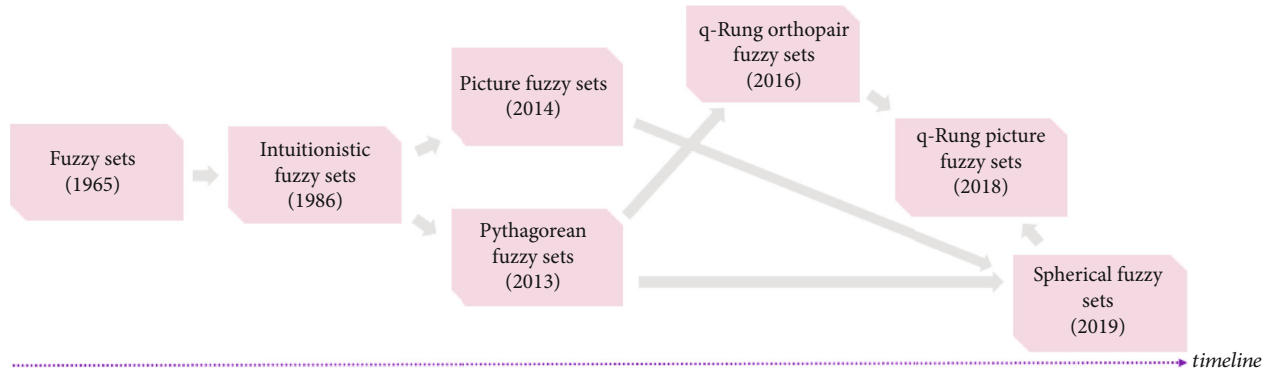 Fuzzy sets
(1965)
Intuitionistic
fuzzy sets
(1986)
Picture fuzzy sets
(2014)
Pythagorean
fuzzy sets
(2013)
q-Rung orthopair
fuzzy sets
(2016)
q-Rung picture
fuzzy sets
(2018)
Spherical fuzzy
sets
(2019)
timeline